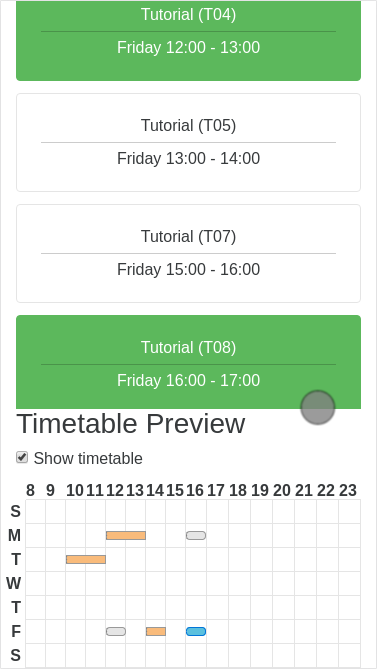 Tutorial (T04)
Friday 12:00 - 13:00
Tutorial (T05)
Friday 13:00 - 14:00
Tutorial (T07)
Friday 15:00 - 16:00
Tutorial (T08)
Friday 16:00 - 17:00
Timetable Preview
Show timetable
8 9 10 11 12 13 14 15 16 17 18 19 20 21 22 23
S
M
T
W
T
F
S